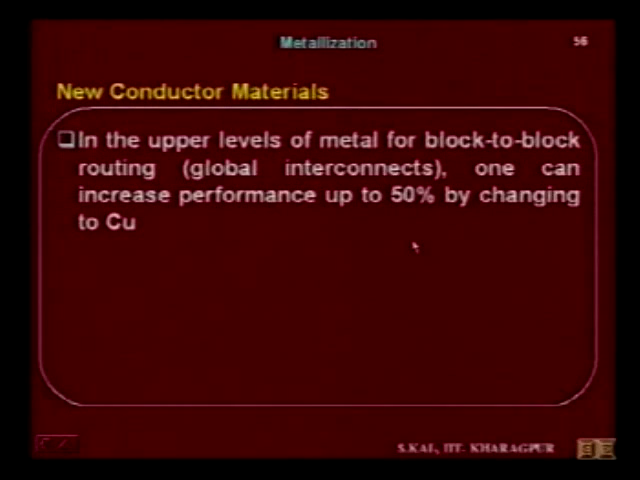 Metallization
56
New Conductor Materials
❑In the upper levels of metal for block-to-block
routing (global interconnects), one can
increase performance up to 50% by changing
to Cu
S.KAL, IIT. KHARAGPUR